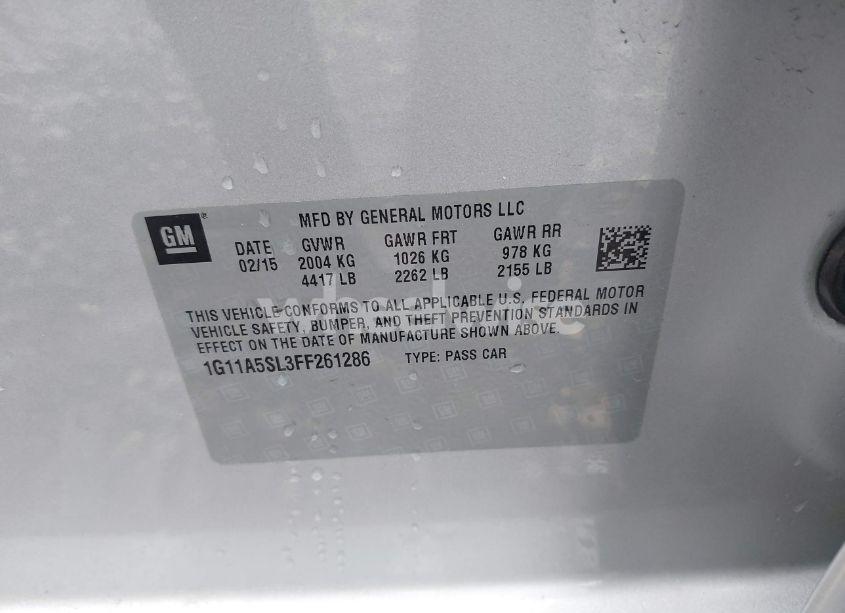 GM
MFD BY GENERAL MOTORS LLC
DATE GVWR GAWR FRT GAWR RR
02/15 2004 KG 1026 KG 978 KG
4417 LB 2262 LB 2155 LB
THIS VEHICLE CONFORMS TO ALL APPLICABLE U.S. FEDERAL MOTOR
VEHICLE SAFETY, BUMPER, AND THEFT PREVENTION STANDARDS IN
EFFECT ON THE DATE OF MANUFACTURE SHOWN ABOVE.
1G11A5SL3FF261286 TYPE: PASS CAR